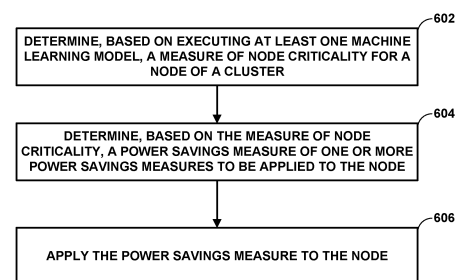 602
DETERMINE, BASED ON EXECUTING AT LEAST ONE MACHINE
LEARNING MODEL, A MEASURE OF NODE CRITICALITY FOR A
NODE OF A CLUSTER
604
DETERMINE, BASED ON THE MEASURE OF NODE
CRITICALITY, A POWER SAVINGS MEASURE OF ONE OR MORE
POWER SAVINGS MEASURES TO BE APPLIED TO THE NODE
606
APPLY THE POWER SAVINGS MEASURE TO THE NODE